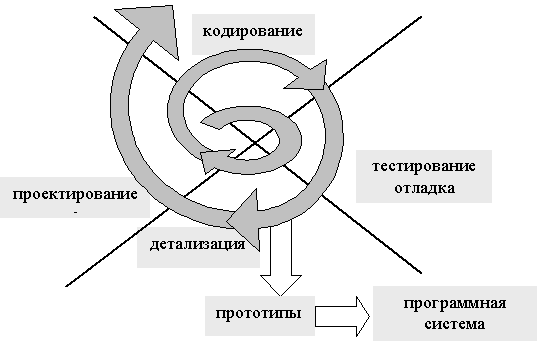 кодирование
тестирование
отладка
проектирование
-
детализация
прототипы
программная
система